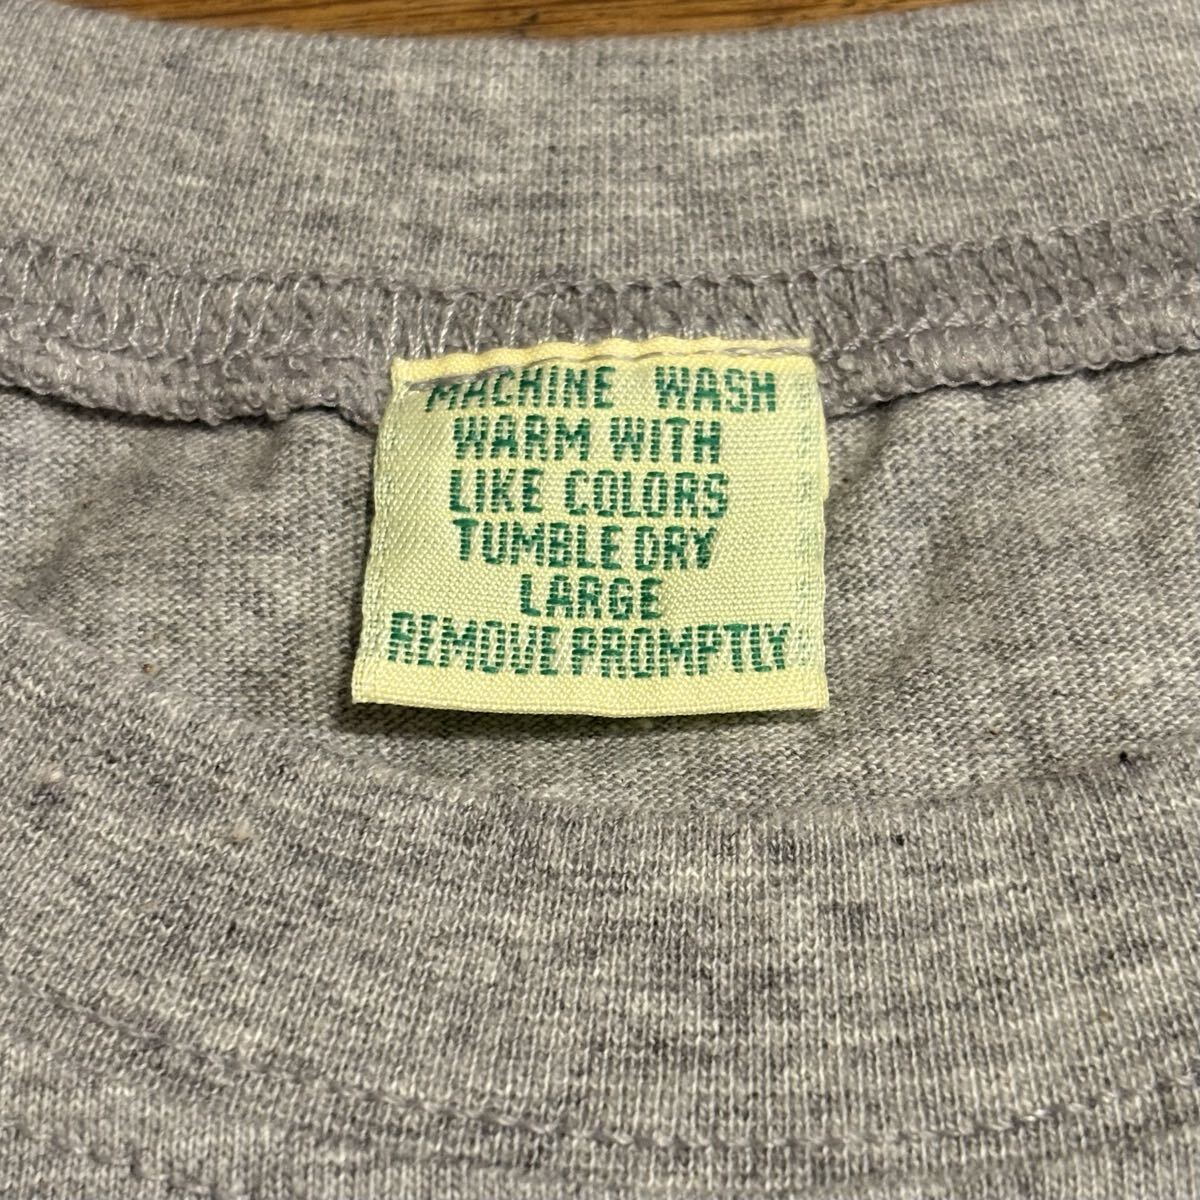 MACHINE WASH
WARM WITH
LIKE COLORS
TUMBLE DRY
LARGE
REMOVE PROMPTLY